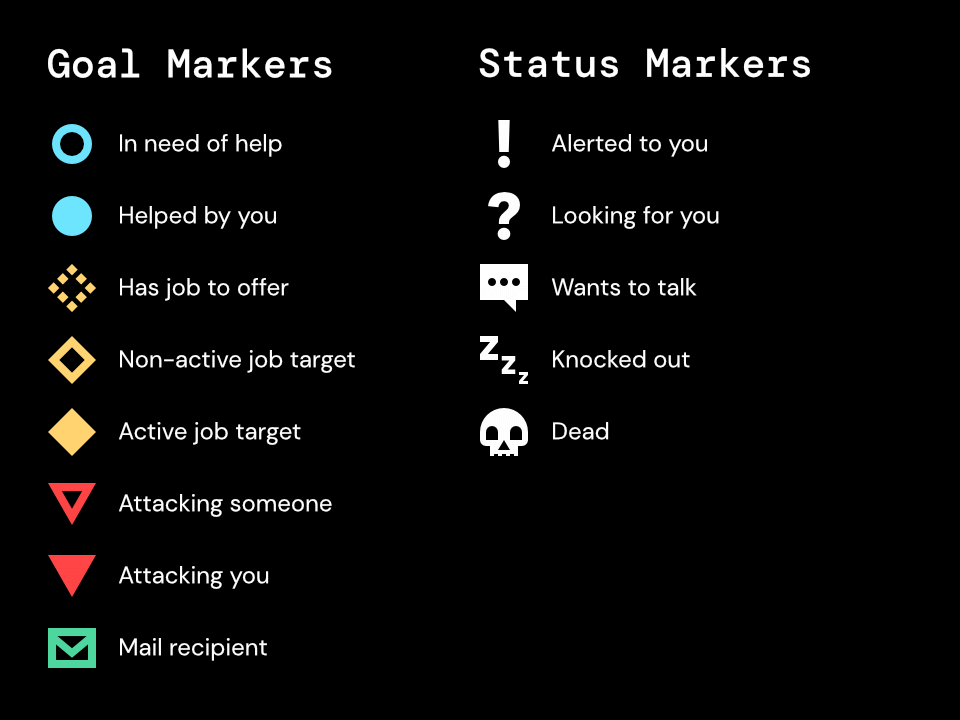 Goal Markers
In need of help
Helped by you
Has job to offer
Non-active job target
Active job target
Attacking someone
Attacking you
Mail recipient
Status Markers
! Alerted to you
? Looking for you
Wants to talk
zzz Knocked out
Dead